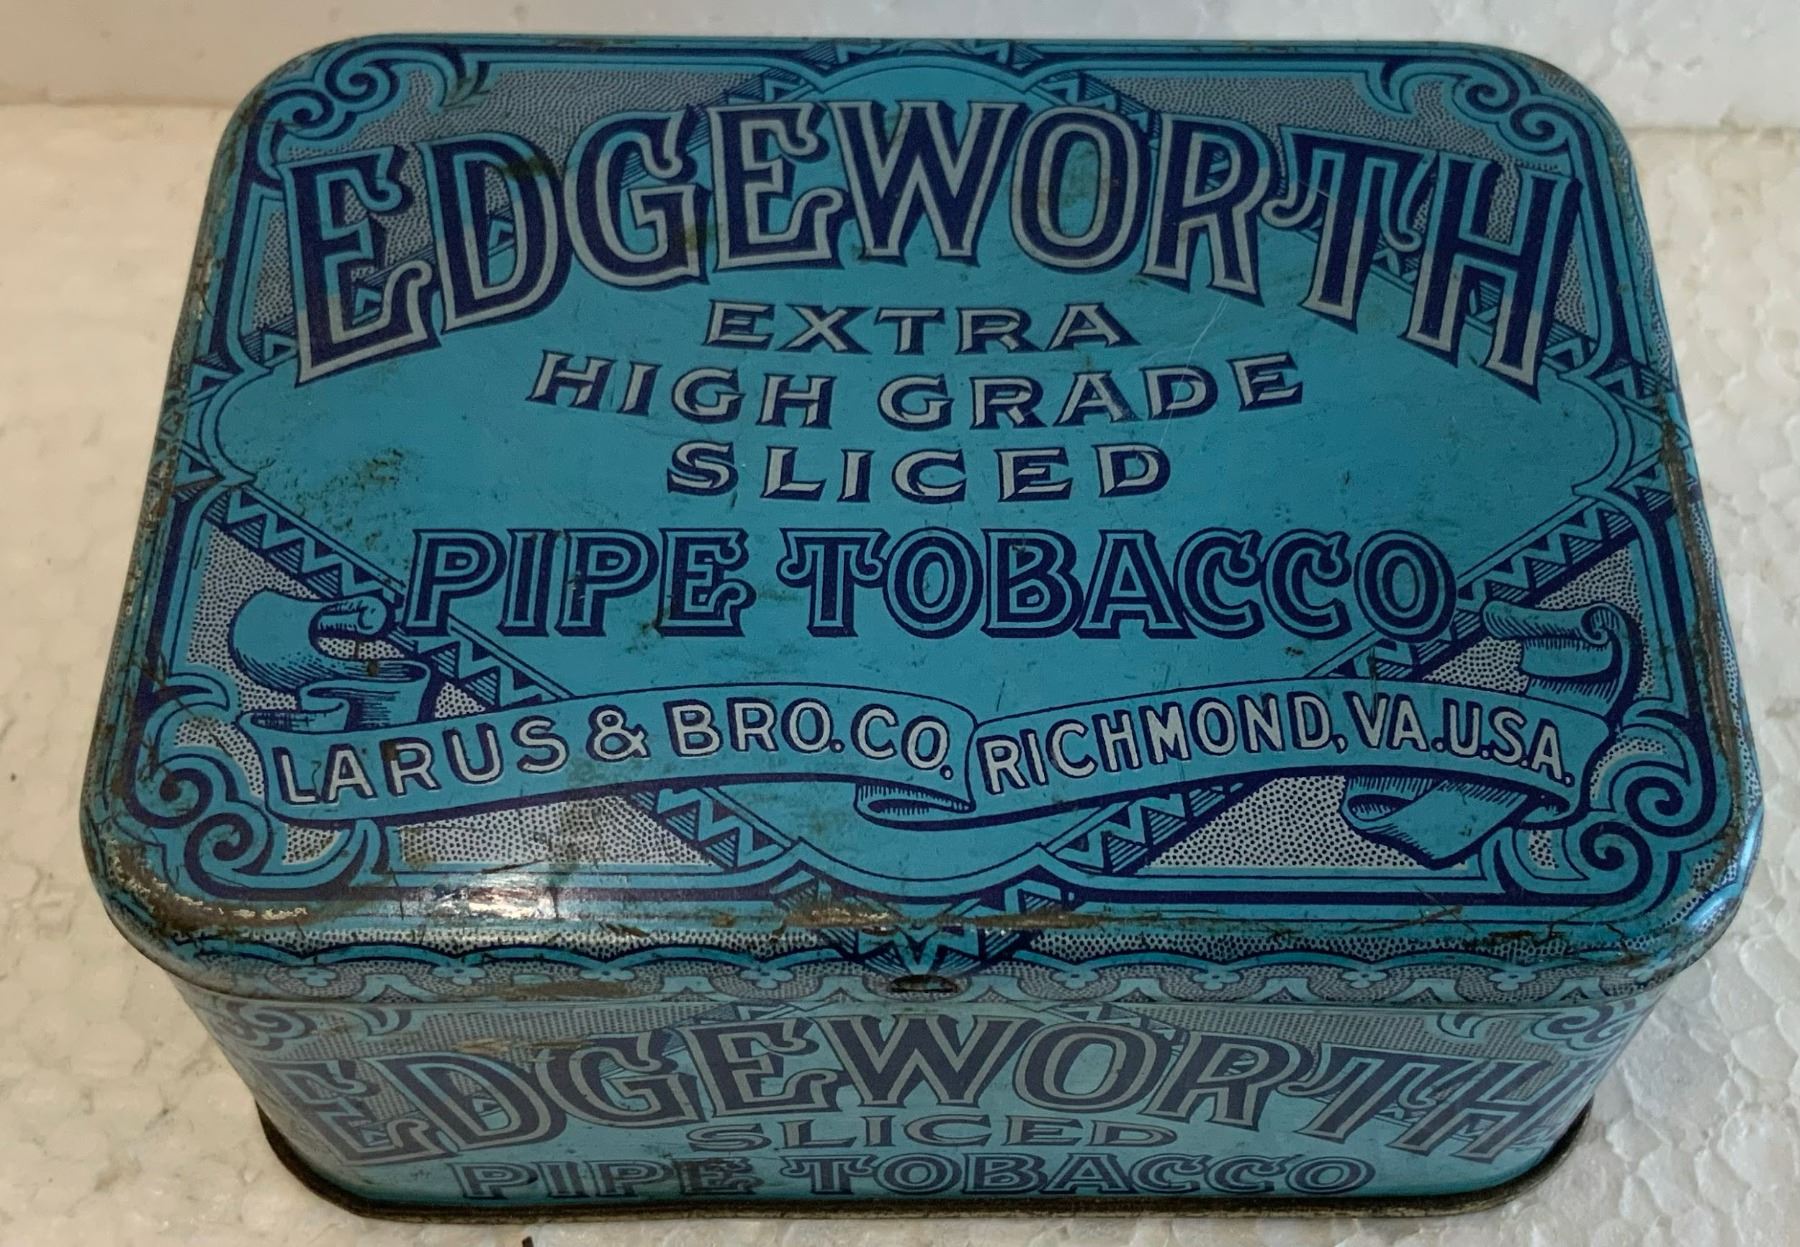 EDGEWORTH
EXTRA
HIGH GRADE
SLICED
PIPE TOBACCO
LARUS & BRO. CO. RICHMOND, VA. U.S.A.
EDGEWORTH
SLICED
PIPE TOBACCO